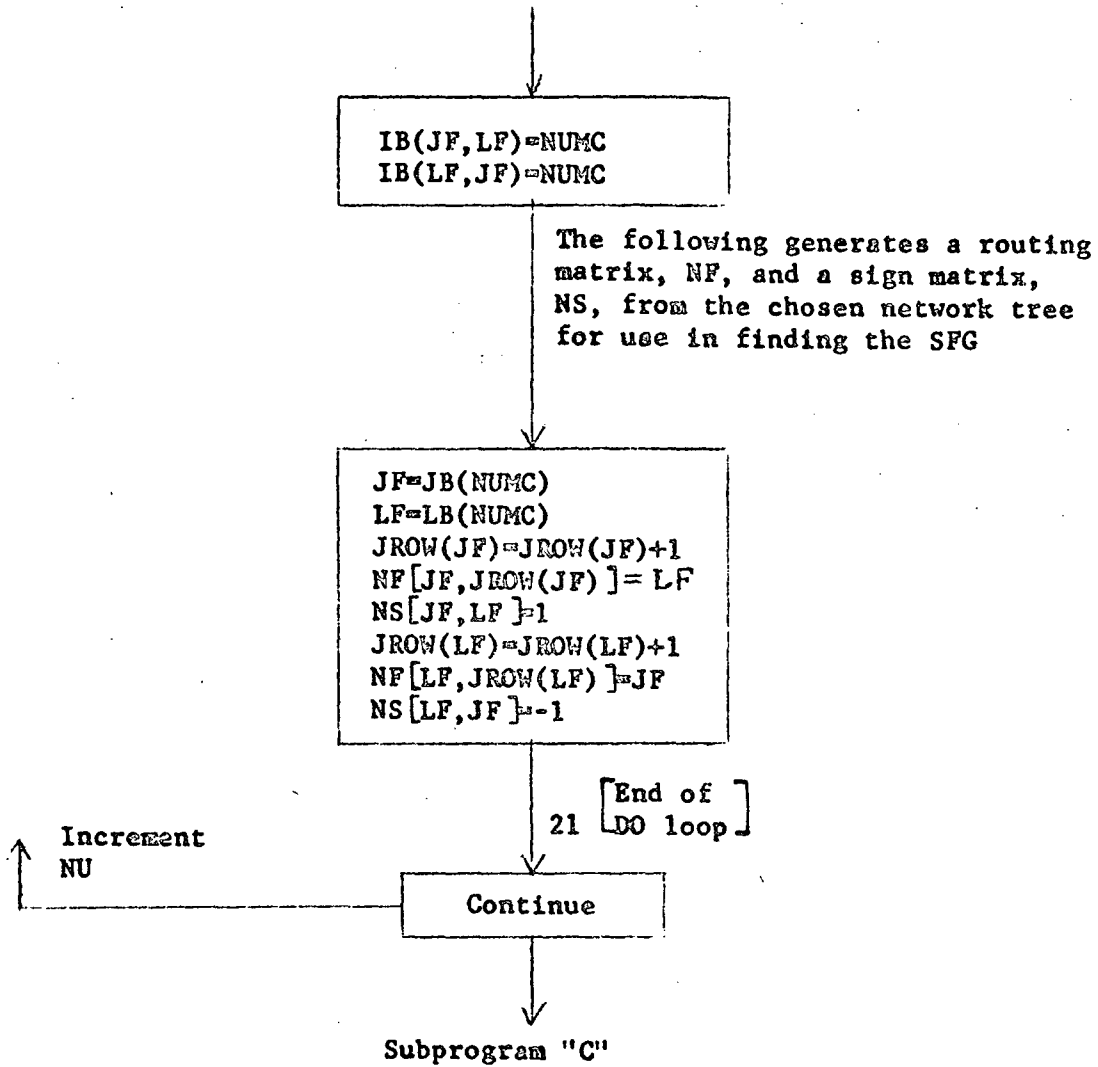 IB(JF,LF)=NUMC
IB(LF,JF)=NUMC
The following generates a routing
matrix, NF, and a sign matrix,
NS, from the chosen network tree
for use in finding the SFG
JF=JB(NUMC)
LF=LB(NUMC)
JROW(JF)=JROW(JF)+1
NF[JF,JROW(JF)]=LF
NS[JF,LF]=1
JROW(LF)=JROW(LF)+1
NF[LF,JROW(LF)]=JF
NS[LF,JF]=-1
21 [End of
DO loop]
Increment
NU
Continue
Subprogram "C"